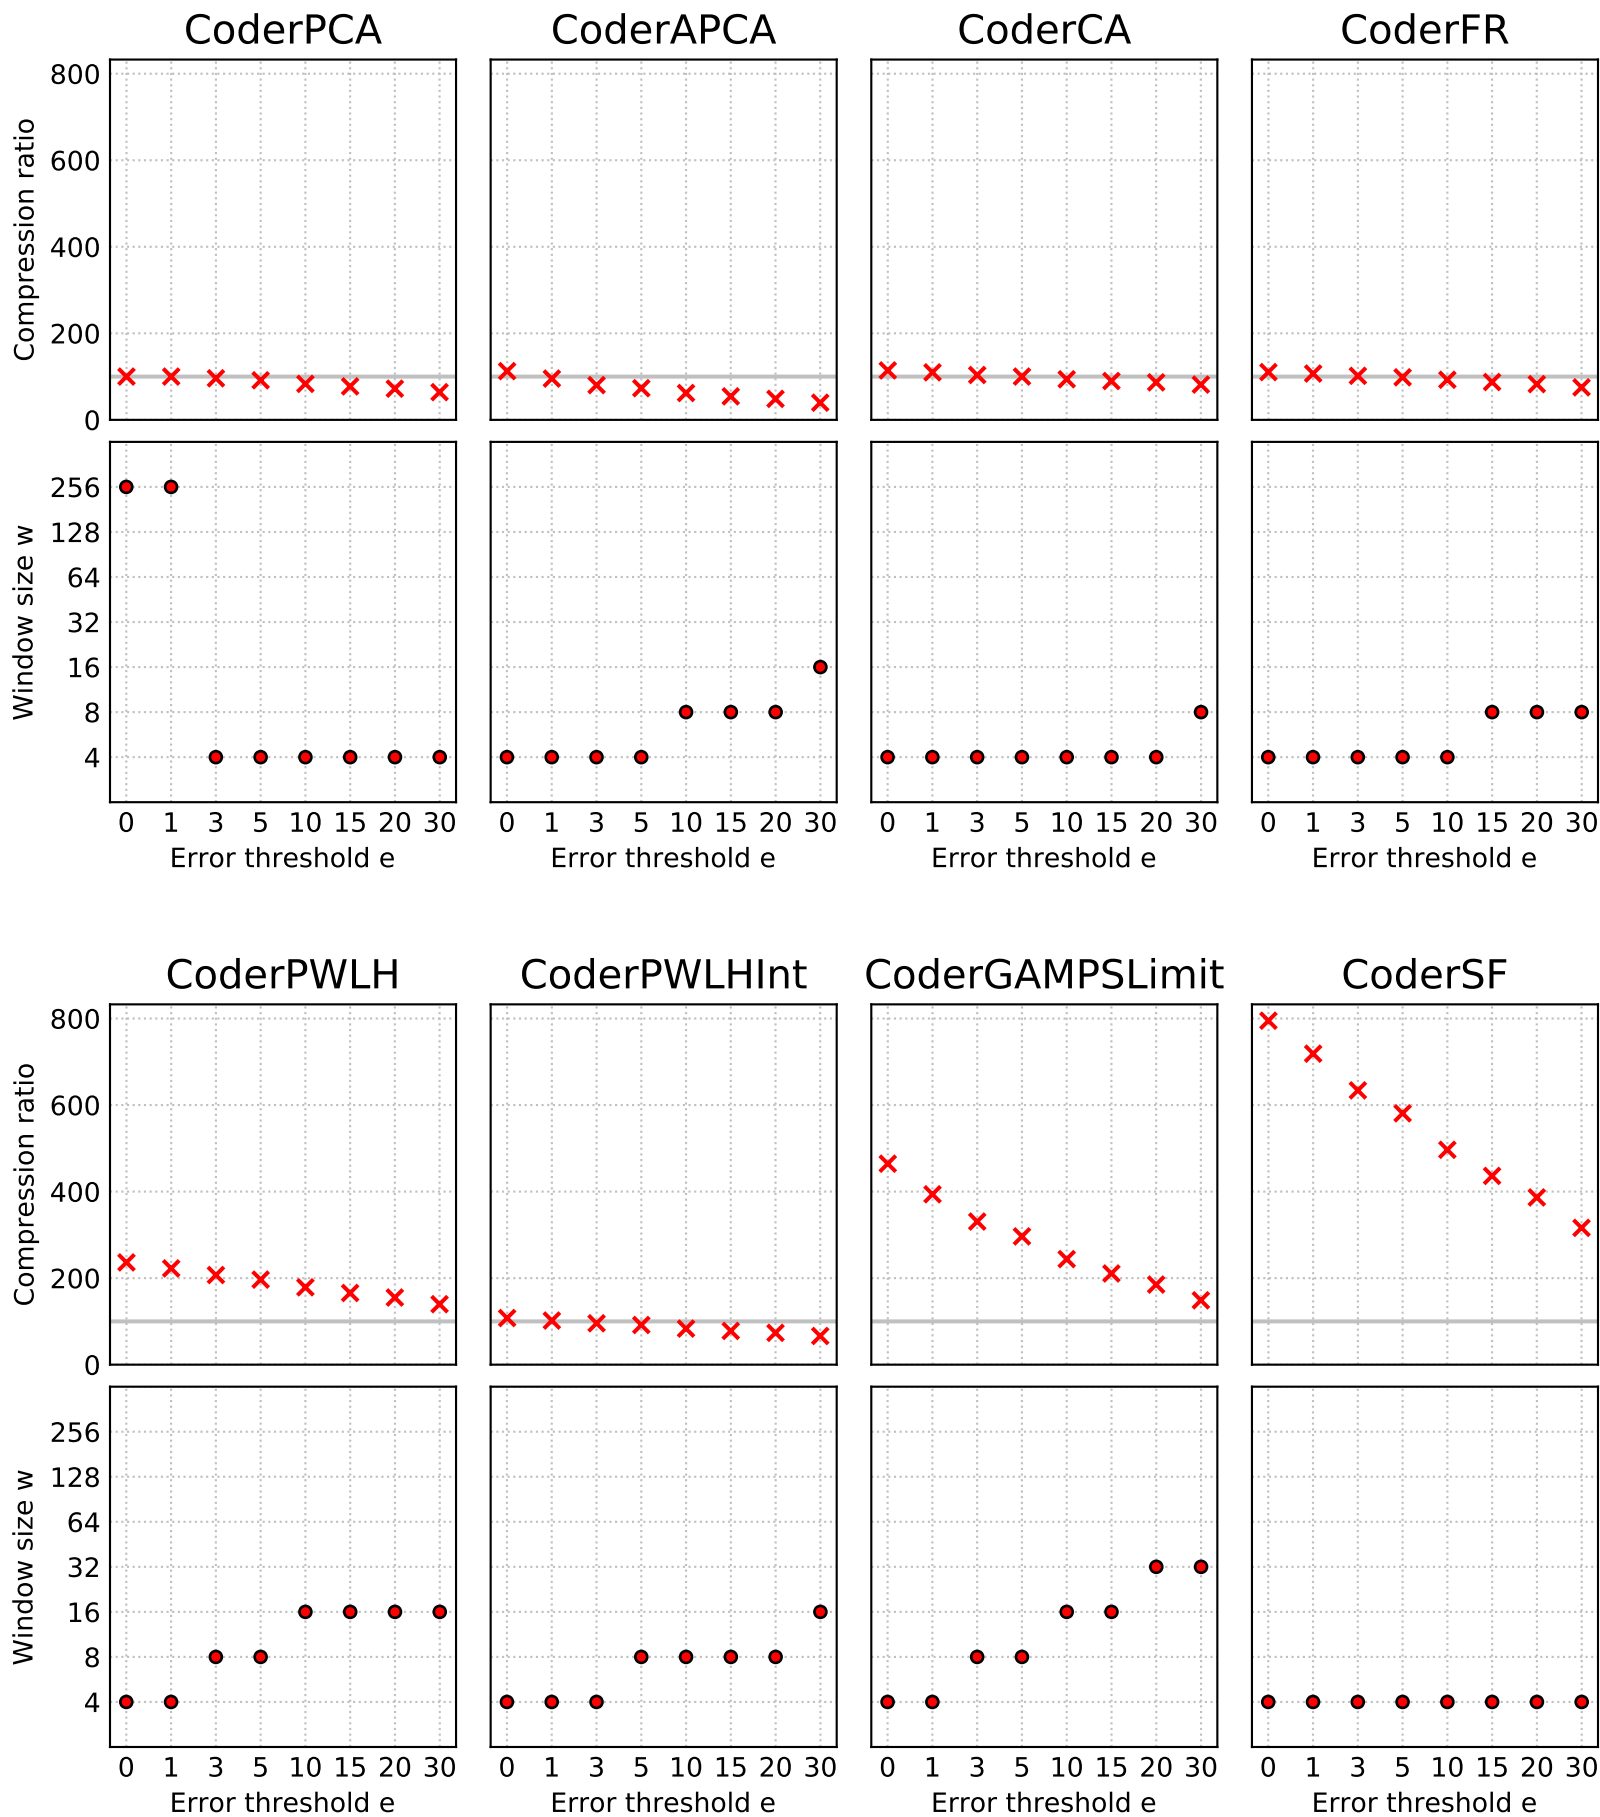 CoderPCA CoderAPCA CoderCA CoderFR
Compression ratio
800
600
400
200
0
Window size w
256
128
64
32
16
8
4
0 1 3 5 10 15 20 30 0 1 3 5 10 15 20 30 0 1 3 5 10 15 20 30 0 1 3 5 10 15 20 30
Error threshold e Error threshold e Error threshold e Error threshold e
CoderPWLH CoderPWLHInt CoderGAMPSLimit CoderSF
Compression ratio
800
600
400
200
0
Window size w
256
128
64
32
16
8
4
0 1 3 5 10 15 20 30 0 1 3 5 10 15 20 30 0 1 3 5 10 15 20 30 0 1 3 5 10 15 20 30
Error threshold e Error threshold e Error threshold e Error threshold e